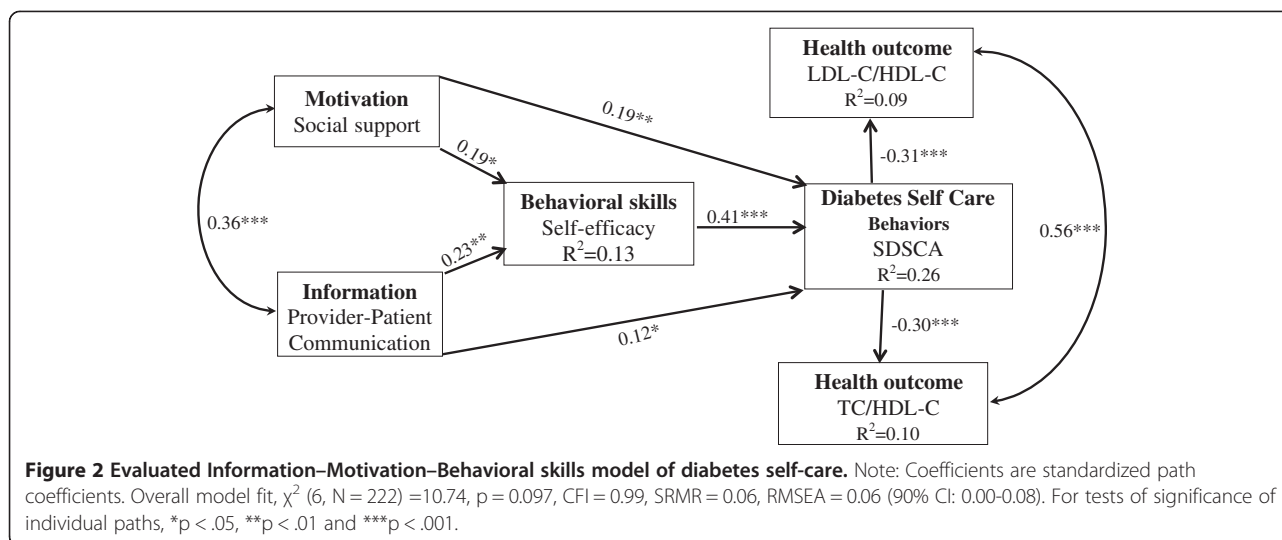 Health outcome
LDL-C/HDL-C
R²=0.09
Motivation
Social support
0.19**
0.19*
-0.31***
0.36***
Behavioral skills
Self-efficacy
R²=0.13
0.41***
Diabetes Self Care
Behaviors
SDSCA
R²=0.26
0.56***
0.23**
Information
Provider-Patient
Communication
0.12*
-0.30***
Health outcome
TC/HDL-C
R²=0.10
Figure 2 Evaluated Information–Motivation–Behavioral skills model of diabetes self-care. Note: Coefficients are standardized path
coefficients. Overall model fit, χ² (6, N = 222) =10.74, p = 0.097, CFI = 0.99, SRMR = 0.06, RMSEA = 0.06 (90% CI: 0.00-0.08). For tests of significance of
individual paths, *p < .05, **p < .01 and ***p < .001.